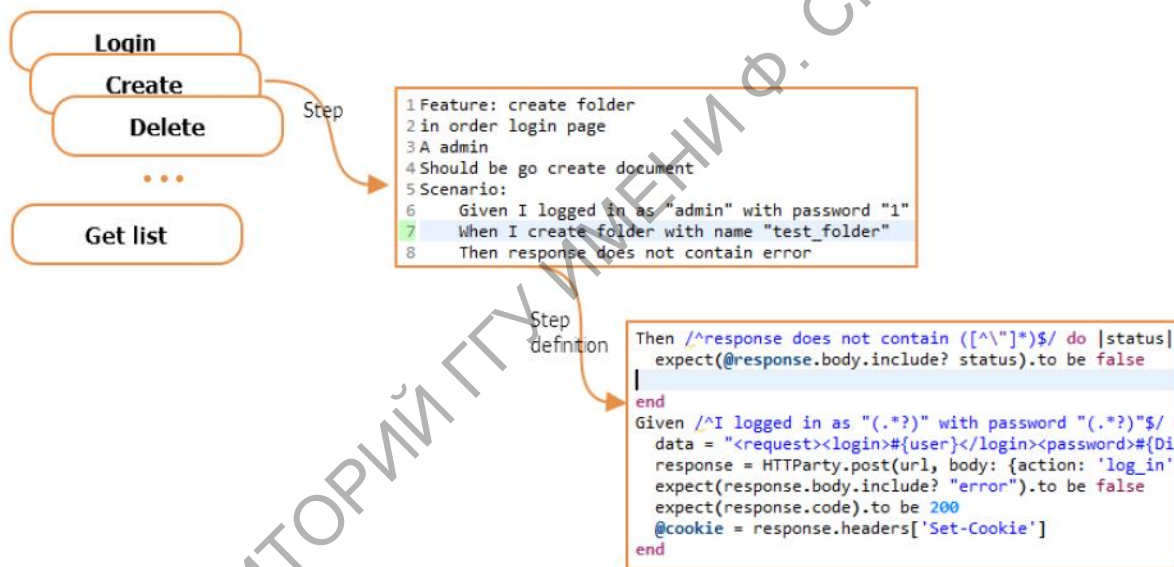 Login
Create
Delete
...
Get list
Step
1 Feature: create folder
2 in order login page
3 A admin
4 Should be go create document
5 Scenario:
6 Given I logged in as "admin" with password "1"
7 When I create folder with name "test_folder"
8 Then response does not contain error
Step
definition
Then /^response does not contain ([^\"]*)$/ do |status|
expect(@response.body.include? status).to be false
end
Given /^I logged in as "(.*?)" with password "(.*?)"$/
data = "<request><login>#{user}</login><password>#{Di
response = HTTParty.post(url, body: {action: 'log_in'
expect(response.body.include? "error").to be false
expect(response.code).to be 200
@cookie = response.headers['Set-Cookie']
end
ИТОРИЙ ГГУ ИМЕНИ Ф.